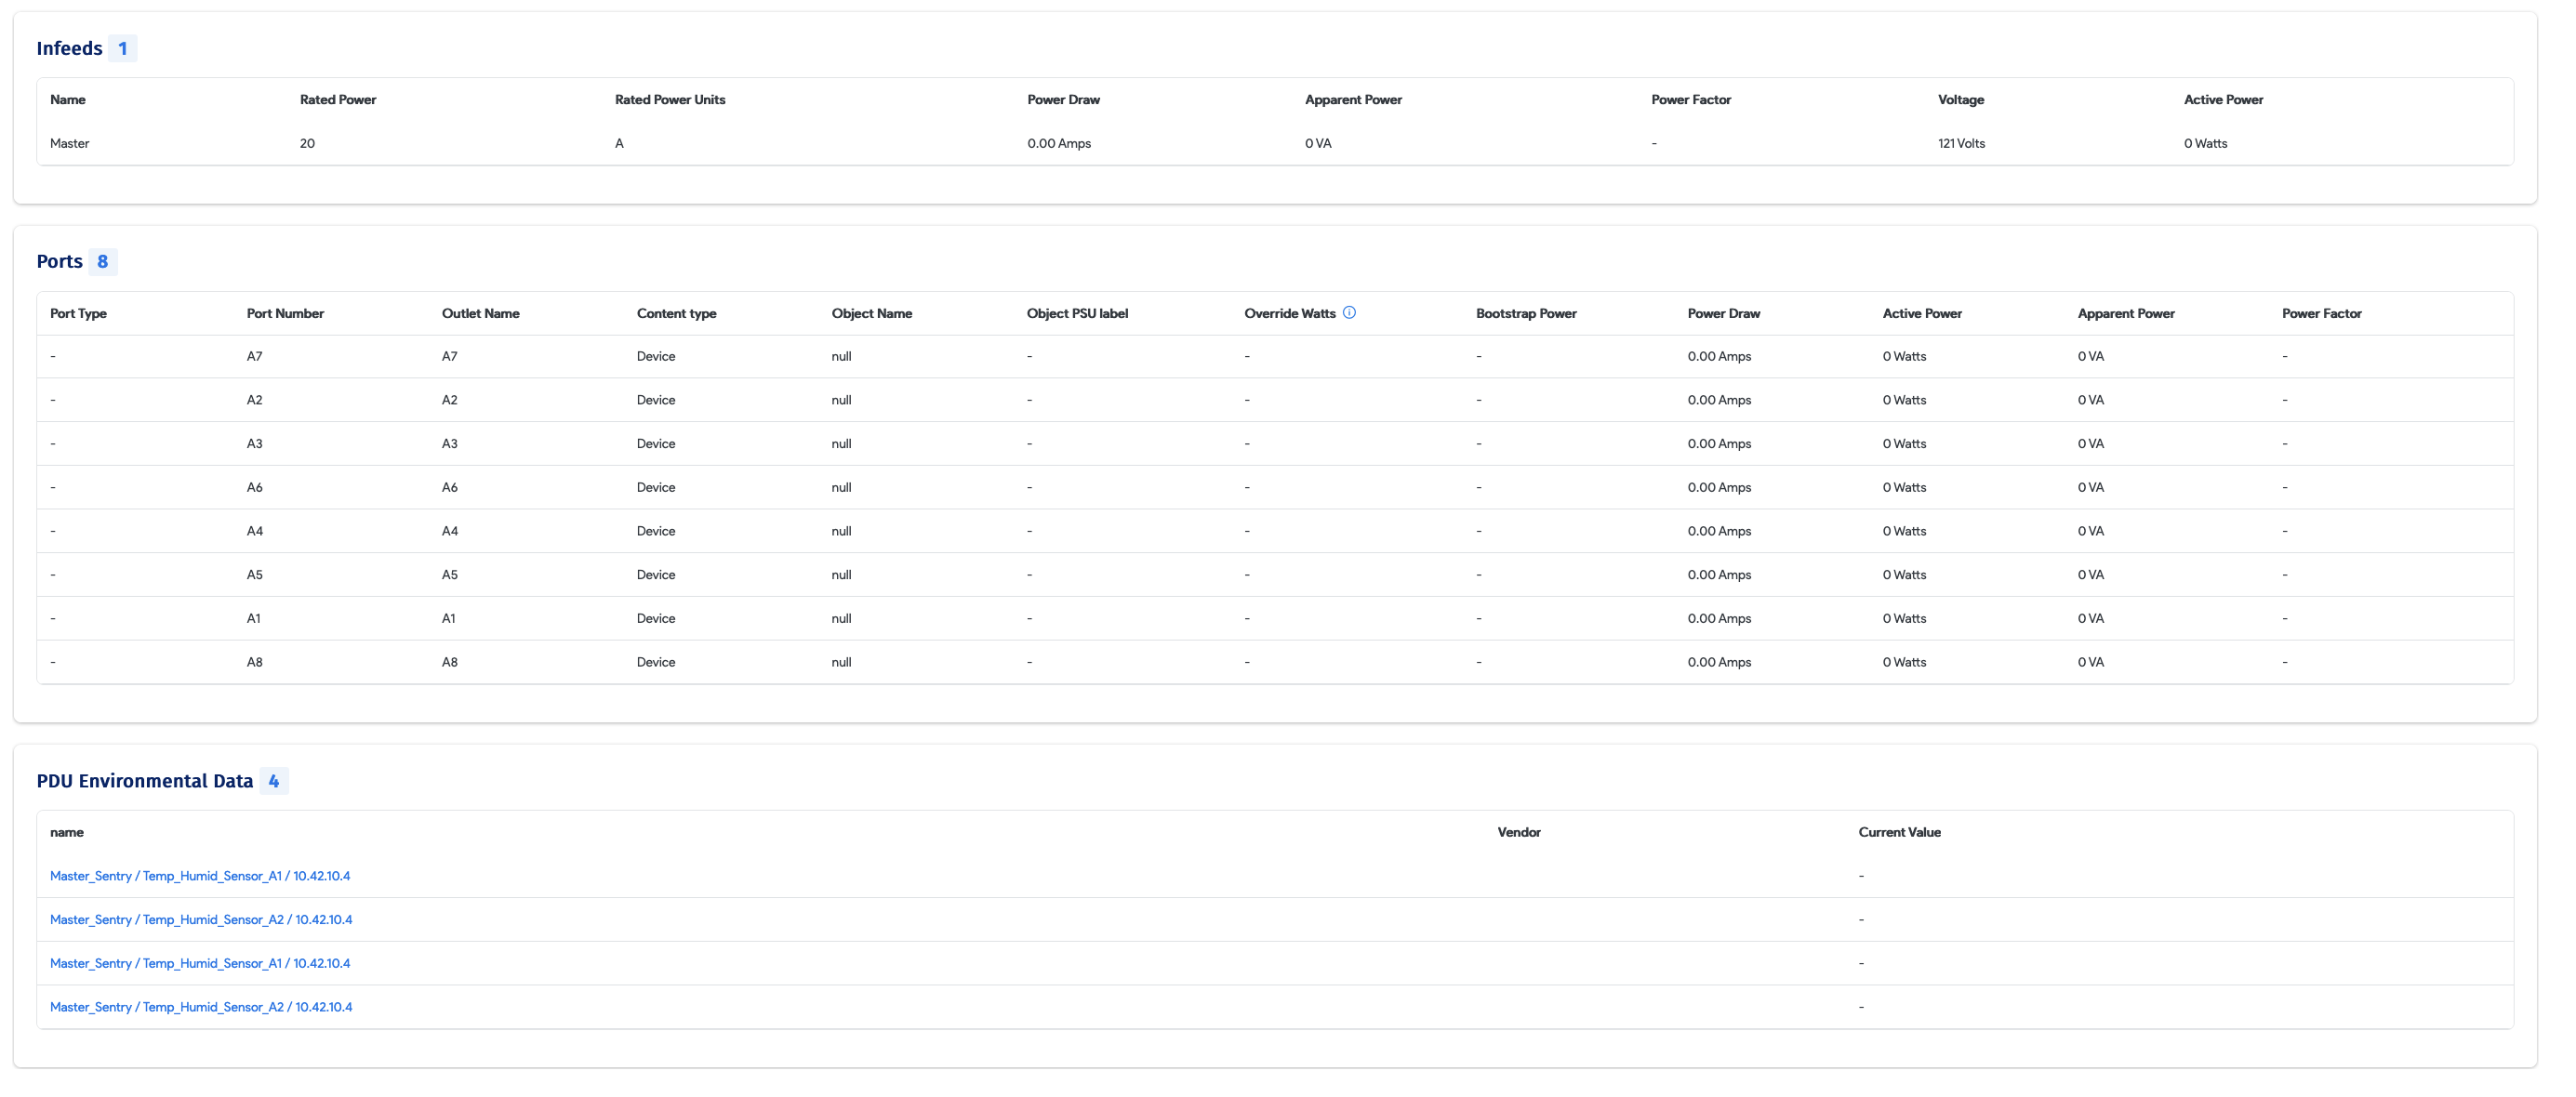 Infeeds 1
Name Rated Power Rated Power Units Power Draw Apparent Power Power Factor Voltage Active Power
Master 20 A 0.00 Amps 0 VA - 121 Volts 0 Watts
Ports 8
Port Type Port Number Outlet Name Content type Object Name Object PSU label Override Watts Bootstrap Power Power Draw Active Power Apparent Power Power Factor
- A7 A7 Device null - - - 0.00 Amps 0 Watts 0 VA -
- A2 A2 Device null - - - 0.00 Amps 0 Watts 0 VA -
- A3 A3 Device null - - - 0.00 Amps 0 Watts 0 VA -
- A6 A6 Device null - - - 0.00 Amps 0 Watts 0 VA -
- A4 A4 Device null - - - 0.00 Amps 0 Watts 0 VA -
- A5 A5 Device null - - - 0.00 Amps 0 Watts 0 VA -
- A1 A1 Device null - - - 0.00 Amps 0 Watts 0 VA -
- A8 A8 Device null - - - 0.00 Amps 0 Watts 0 VA -
PDU Environmental Data 4
name Vendor Current Value
Master_Sentry / Temp_Humid_Sensor_A1 / 10.42.10.4 -
Master_Sentry / Temp_Humid_Sensor_A2 / 10.42.10.4 -
Master_Sentry / Temp_Humid_Sensor_A1 / 10.42.10.4 -
Master_Sentry / Temp_Humid_Sensor_A2 / 10.42.10.4 -